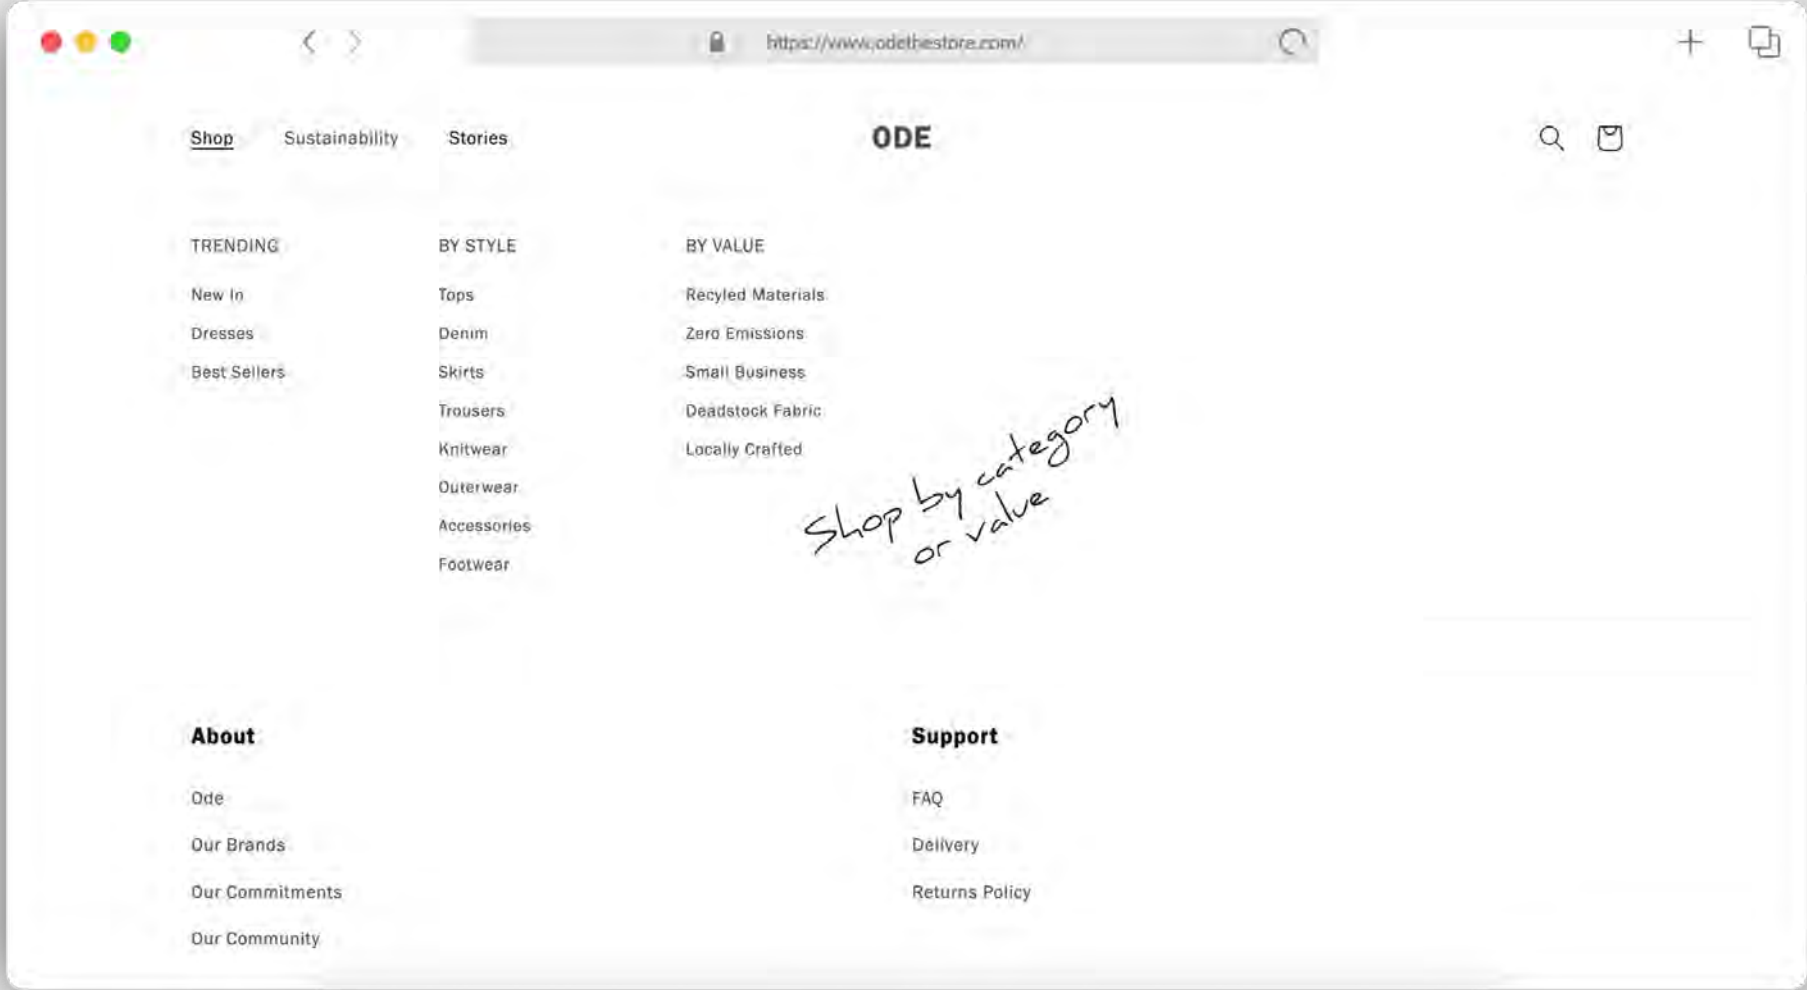 https://www.odethestore.com/
Shop Sustainability Stories ODE
TRENDING
New In
Dresses
Best Sellers
BY STYLE
Tops
Denim
Skirts
Trousers
Knitwear
Outerwear
Accessories
Footwear
BY VALUE
Recyled Materials
Zero Emissions
Small Business
Deadstock Fabric
Locally Crafted
Shop by category
or value
About
Ode
Our Brands
Our Commitments
Our Community
Support
FAQ
Delivery
Returns Policy